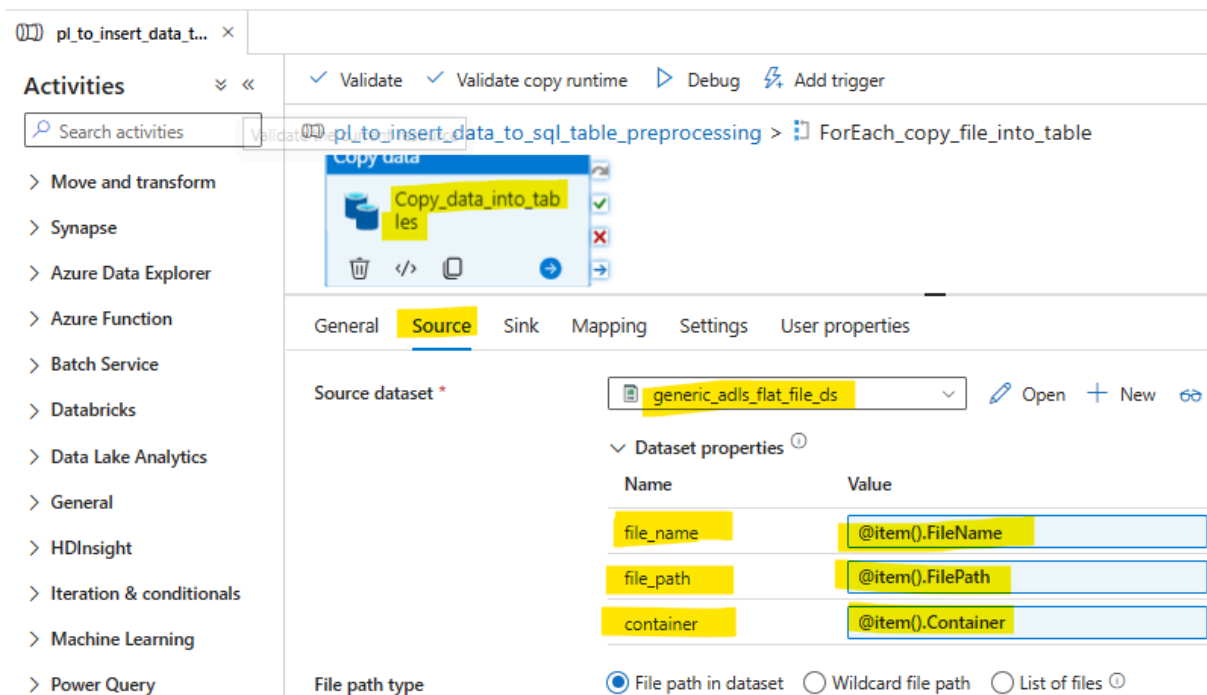 pl_to_insert_data_t... ×
Activities
Search activities
Move and transform
Synapse
Azure Data Explorer
Azure Function
Batch Service
Databricks
Data Lake Analytics
General
HDInsight
Iteration & conditionals
Machine Learning
Power Query
Validate Validate copy runtime Debug Add trigger
pl_to_insert_data_to_sql_table_preprocessing > ForEach_copy_file_into_table
Copy data
Copy_data_into_tab
les
General Source Sink Mapping Settings User properties
Source dataset * generic_adls_flat_file_ds Open New
Dataset properties
Name Value
file_name @item().FileName
file_path @item().FilePath
container @item().Container
File path type File path in dataset Wildcard file path List of files